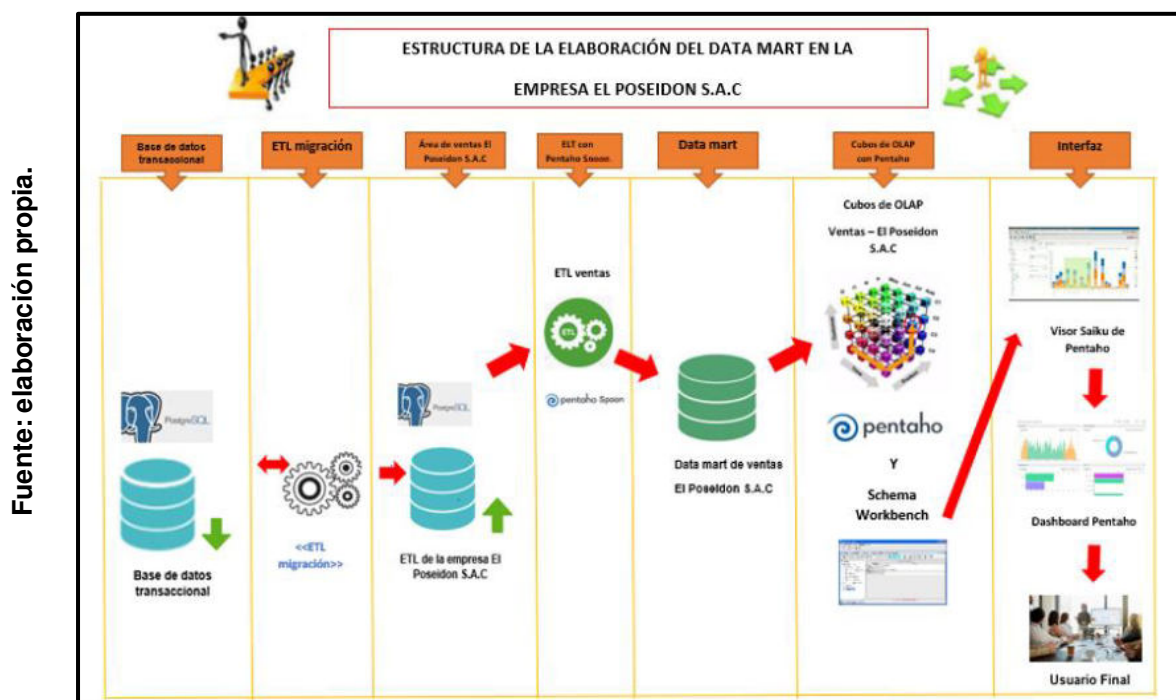 ESTRUCTURA DE LA ELABORACIÓN DEL DATA MART EN LA
EMPRESA EL POSEIDON S.A.C
Fuente: elaboración propia.
Base de datos
transaccional
ETL migración
Área de ventas El
Poseidon S.A.C
ELT con
Pentaho Spoon.
Data mart
Cubos de OLAP
con Pentaho
Interfaz
PostgreSQL
Base de datos
transaccional
<<ETL
migración>>
PostgreSQL
ETL de la empresa El
Poseidon S.A.C
ETL ventas
ETL
pentaho Spoon
Data mart de ventas
El Poseidon S.A.C
Cubos de OLAP
Ventas – El Poseidon
S.A.C
pentaho
Y
Schema
Workbench
Visor Saiku de
Pentaho
Dashboard Pentaho
Usuario Final